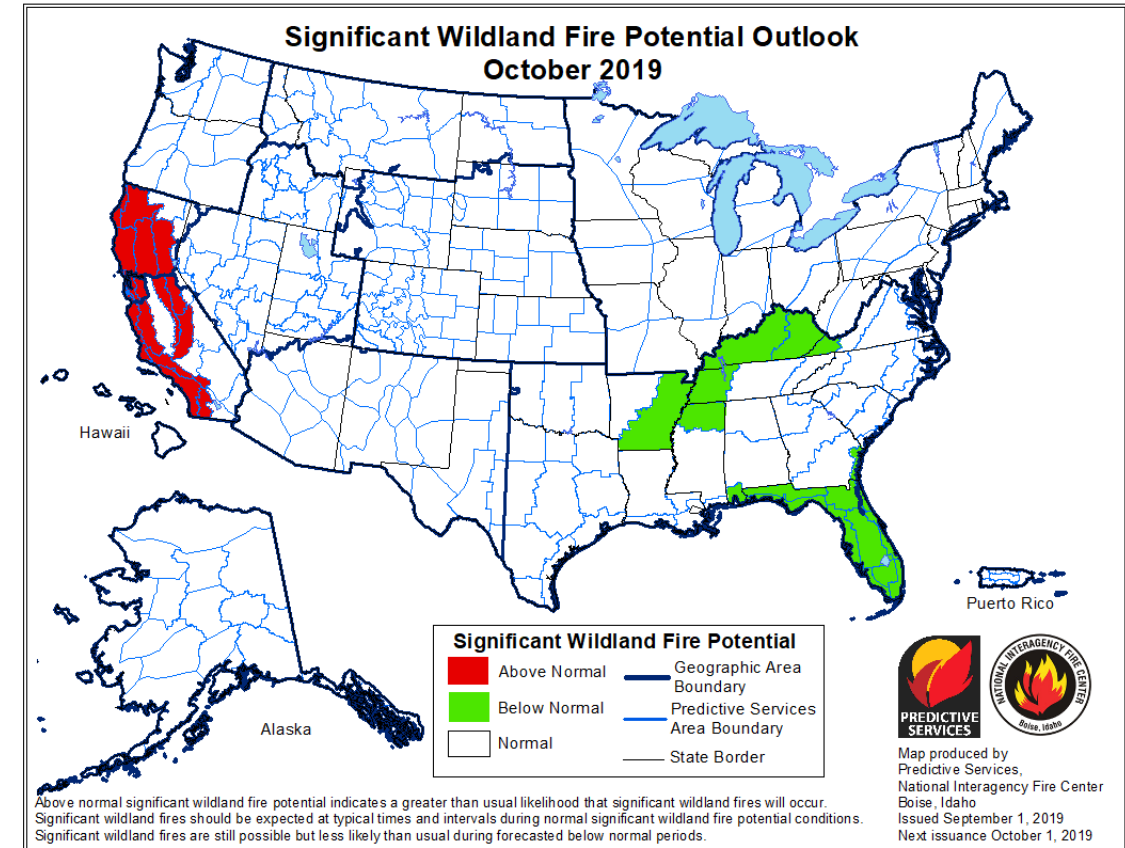 Significant Wildland Fire Potential Outlook
October 2019
Hawaii
Alaska
Puerto Rico
Significant Wildland Fire Potential
Above Normal
Below Normal
Normal
Geographic Area
Boundary
Predictive Services
Area Boundary
State Border
PREDICTIVE
SERVICES
NATIONAL INTERAGENCY FIRE CENTER
Boise, Idaho
Map produced by
Predictive Services,
National Interagency Fire Center
Boise, Idaho
Issued September 1, 2019
Next issuance October 1, 2019
Above normal significant wildland fire potential indicates a greater than usual likelihood that significant wildland fires will occur.
Significant wildland fires should be expected at typical times and intervals during normal significant wildland fire potential conditions.
Significant wildland fires are still possible but less likely than usual during forecasted below normal periods.